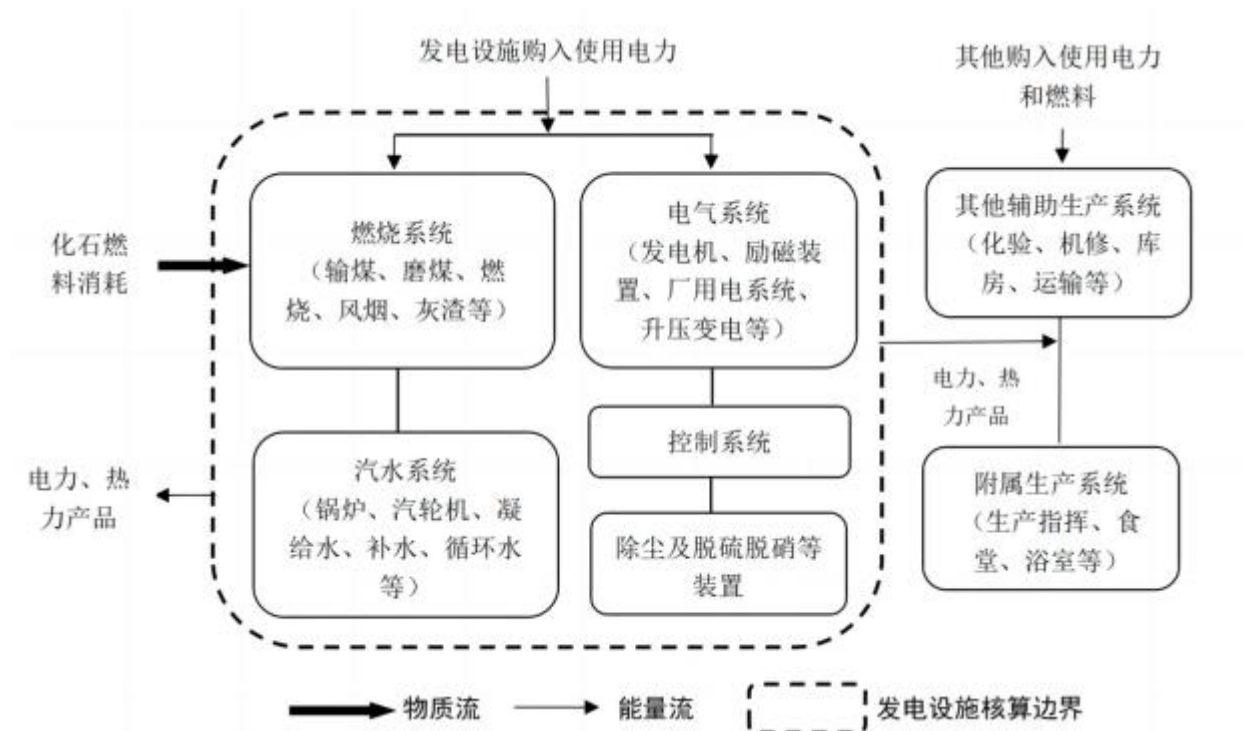 发电设施购入使用电力
其他购入使用电力
和燃料
化石燃
料消耗
燃烧系统
（输煤、磨煤、燃
烧、风烟、灰渣等）
电气系统
（发电机、励磁装
置、厂用电系统、
升压变电等）
其他辅助生产系统
（化验、机修、库
房、运输等）
电力、热
力产品
控制系统
电力、热
力产品
汽水系统
（锅炉、汽轮机、凝
给水、补水、循环水
等）
除尘及脱硫脱硝等
装置
附属生产系统
（生产指挥、食
堂、浴室等）
物质流
能量流
发电设施核算边界